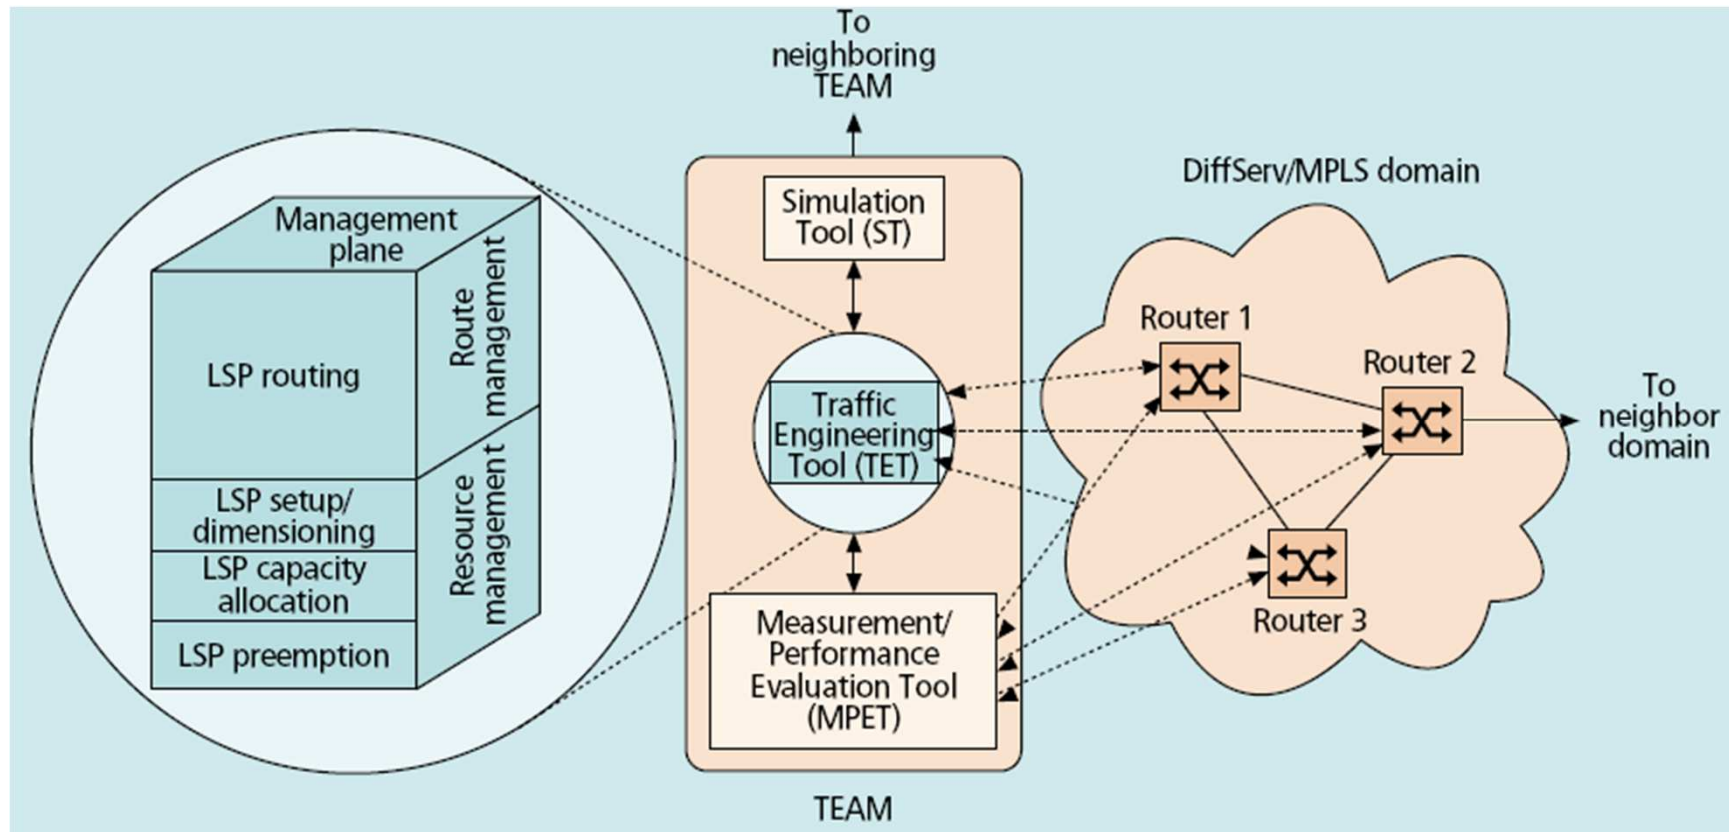 To
neighboring
TEAM
DiffServ/MPLS domain
Management
plane
Route
management
LSP routing
LSP setup/
dimensioning
LSP capacity
allocation
LSP preemption
Resource
management
Simulation
Tool (ST)
Traffic
Engineering
Tool (TET)
Measurement/
Performance
Evaluation Tool
(MPET)
TEAM
Router 1
Router 2
Router 3
To
neighbor
domain